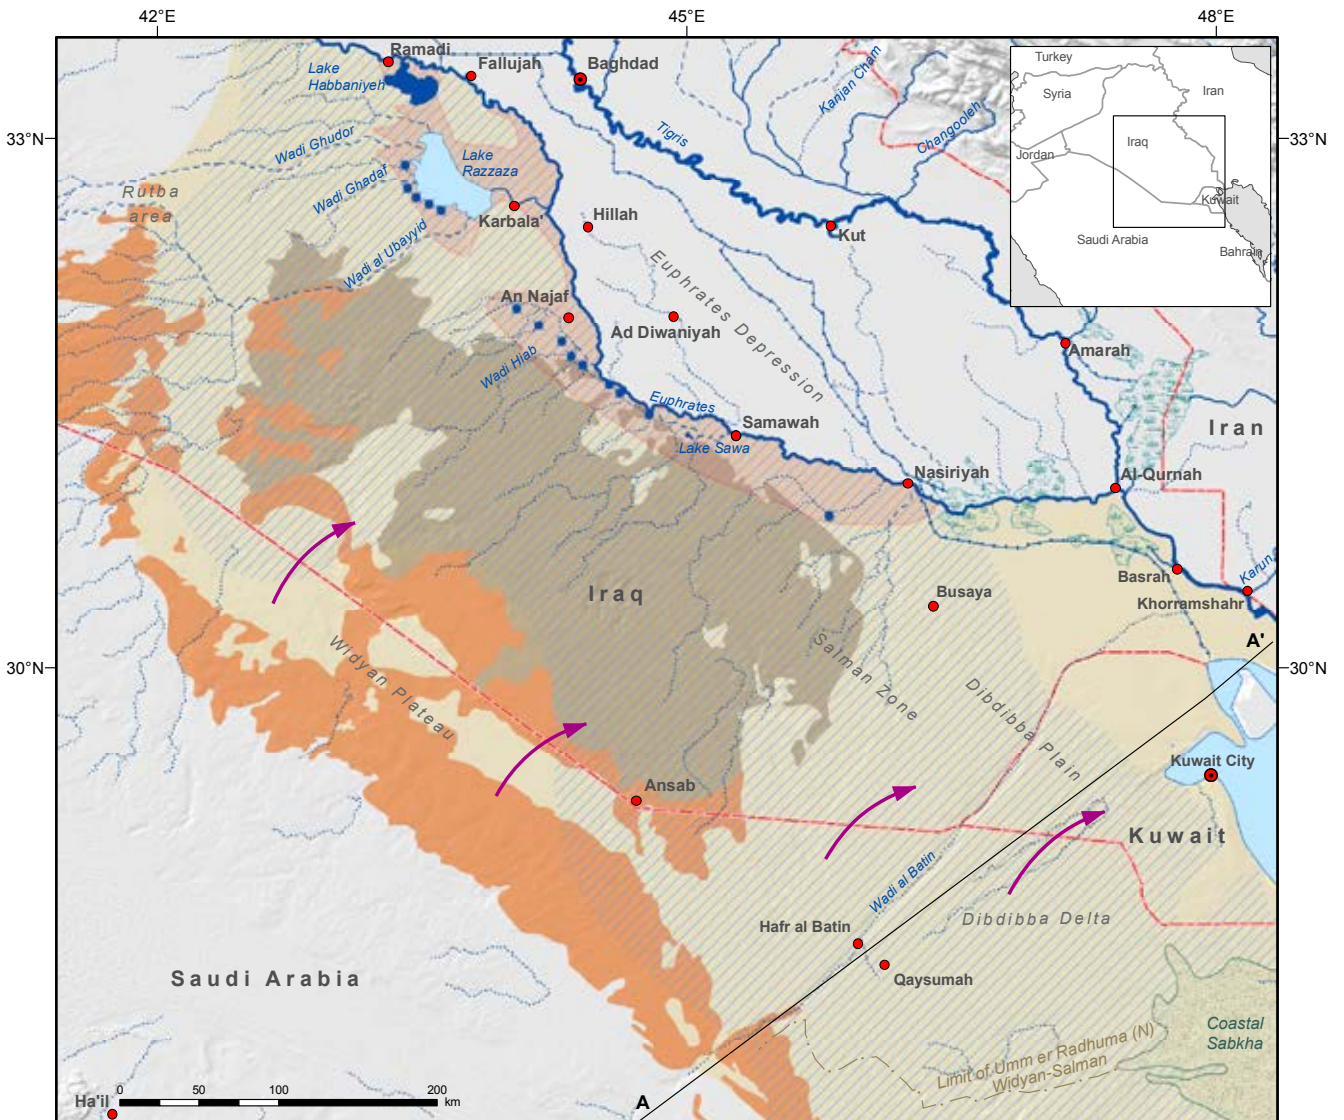 42°E
45°E
48°E
33°N
33°N
30°N
30°N
Ramadi
Fallujah
Baghdad
Lake
Habbaniyeh
Kanjan Cham
Changooleh
Tigris
Turkey
Syria
Iran
Iraq
Jordan
Kuwait
Saudi Arabia
Bahrain
Wadi Ghudor
Lake
Razzaza
Wadi Ghadaf
Rutba
area
Karbala'
Hillah
Kut
Wadi al Ubayyid
Euphrates Depression
An Najaf
Ad Diwaniyah
Amarah
Wadi Hiab
Euphrates
Samawah
Lake Sawa
Iran
Nasiriyah
Al-Qurnah
Basrah
Karun
Khorramshahr
Iraq
Busaya
A'
Widyan Plateau
Salman Zone
Dibdibba Plain
Kuwait City
Ansab
Kuwait
Wadi al Batin
Hafr al Batin
Dibdibba Delta
Qaysumah
Saudi Arabia
Coastal
Sabkha
Limit of Umm er Radhuma (N)
Widyan-Salman
0 50 100 200
km
Ha'il
A